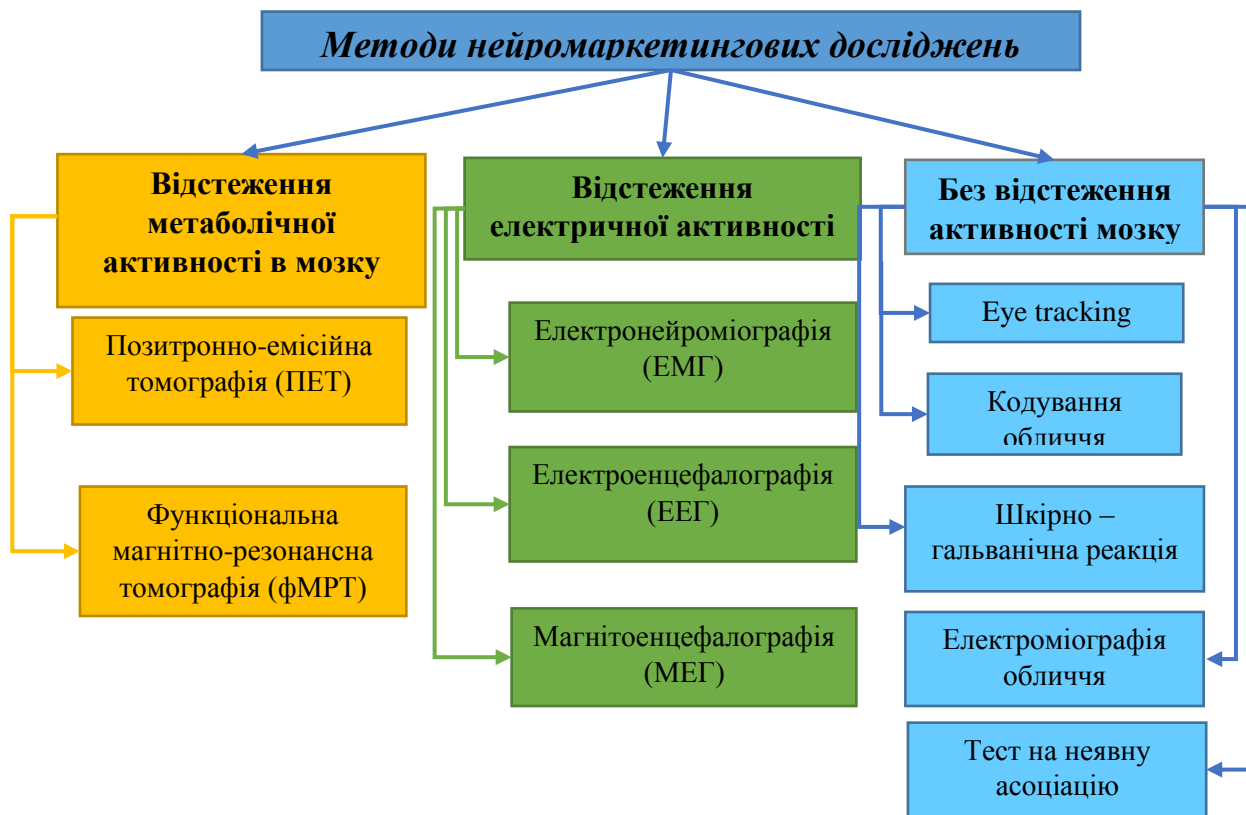 Методи нейромаркетингових досліджень
Відстеження
метаболічної
активності в мозку
Позитронно-емісійна
томографія (ПЕТ)
Функціональна
магнітно-резонансна
томографія (фМРТ)
Відстеження
електричної активності
Електронейроміографія
(ЕМГ)
Електроенцефалографія
(ЕЕГ)
Магнітоенцефалографія
(МЕГ)
Без відстеження
активності мозку
Eye tracking
Кодування
обличчя
Шкірно –
гальванічна реакція
Електроміографія
обличчя
Тест на неявну
асоціацію